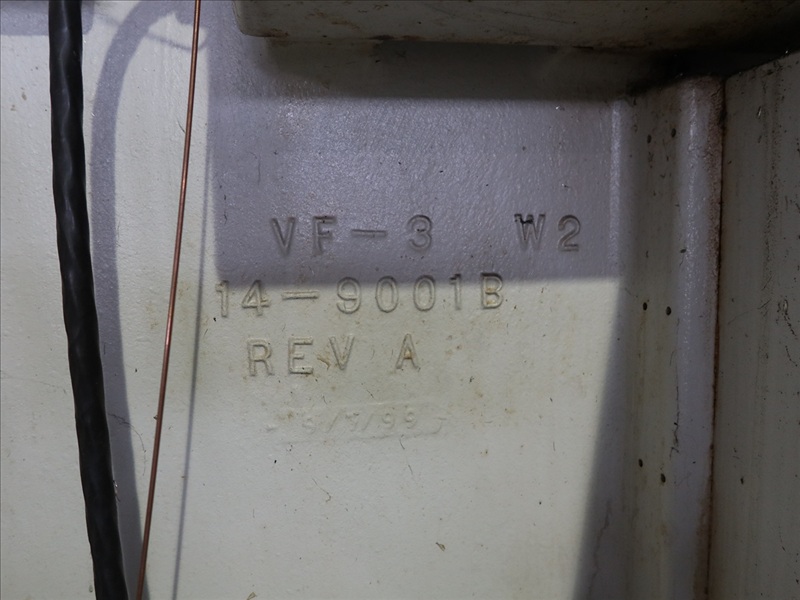 VF-3 W2
14-9001B
REV A